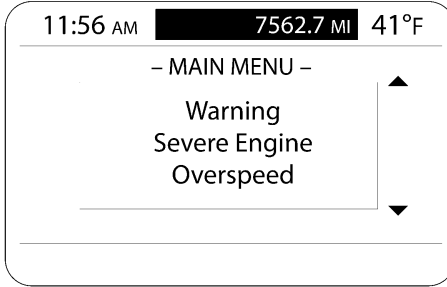 11:56 AM 7562.7 MI 41°F
– MAIN MENU –
Warning
Severe Engine
Overspeed